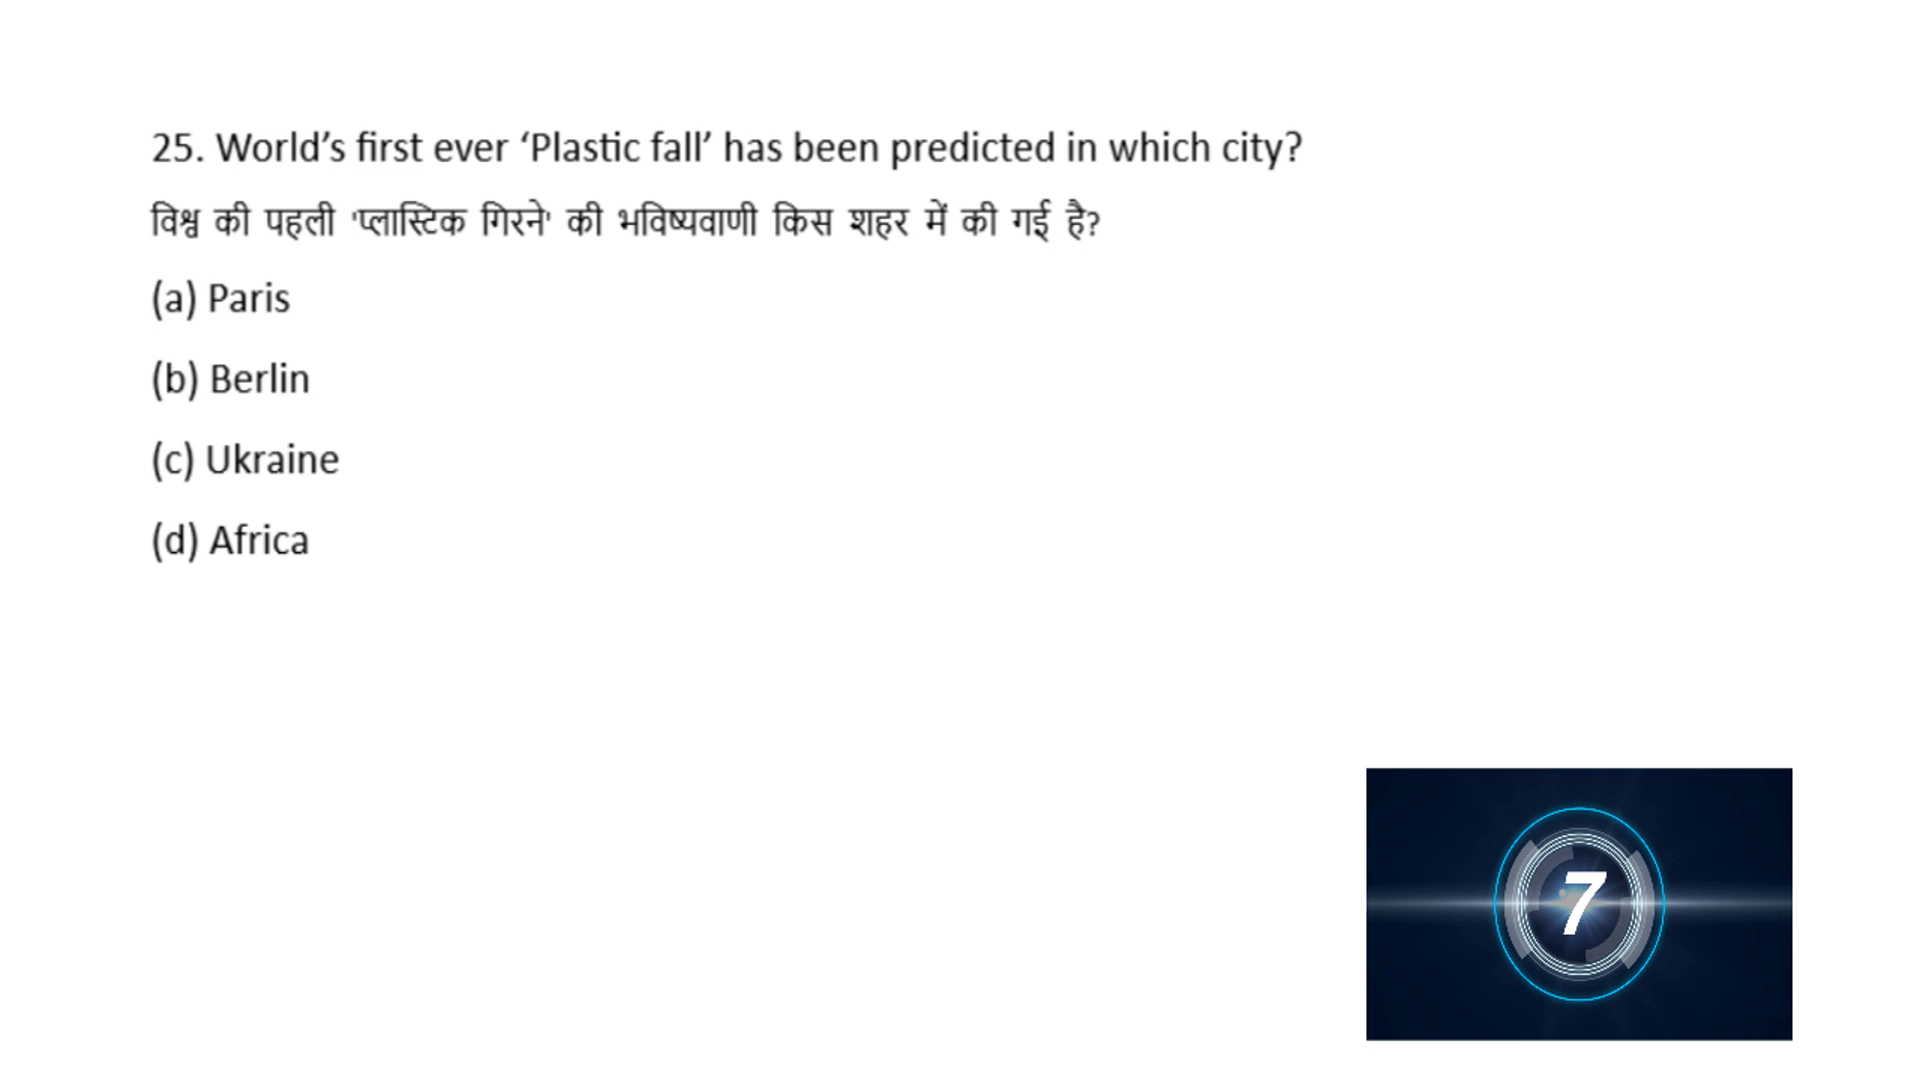 25. World’s first ever ‘Plastic fall’ has been predicted in which city?
विश्व की पहली 'प्लास्टिक गिरने' की भविष्यवाणी किस शहर में की गई है?
(a) Paris
(b) Berlin
(c) Ukraine
(d) Africa
7